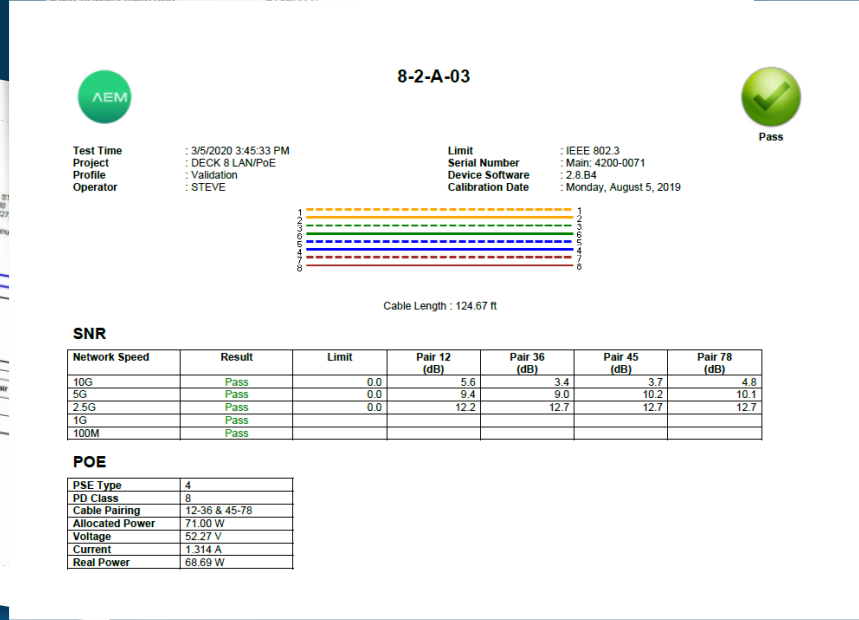 8-2-A-03
AEM
Pass
Test Time : 3/5/2020 3:45:33 PM
Project : DECK 8 LAN/PoE
Profile : Validation
Operator : STEVE
Limit : IEEE 802.3
Serial Number : Main: 4200-0071
Device Software : 2.8.B4
Calibration Date : Monday, August 5, 2019
1 1
2 2
3 3
6 6
5 5
4 4
7 7
8 8
Cable Length : 124.67 ft
SNR
Network Speed Result Limit Pair 12 (dB) Pair 36 (dB) Pair 45 (dB) Pair 78 (dB)
10G Pass 0.0 5.6 3.4 3.7 4.8
5G Pass 0.0 9.4 9.0 10.2 10.1
2.5G Pass 0.0 12.2 12.7 12.7 12.7
1G Pass
100M Pass
POE
PSE Type 4
PD Class 8
Cable Pairing 12-36 & 45-78
Allocated Power 71.00 W
Voltage 52.27 V
Current 1.314 A
Real Power 68.69 W